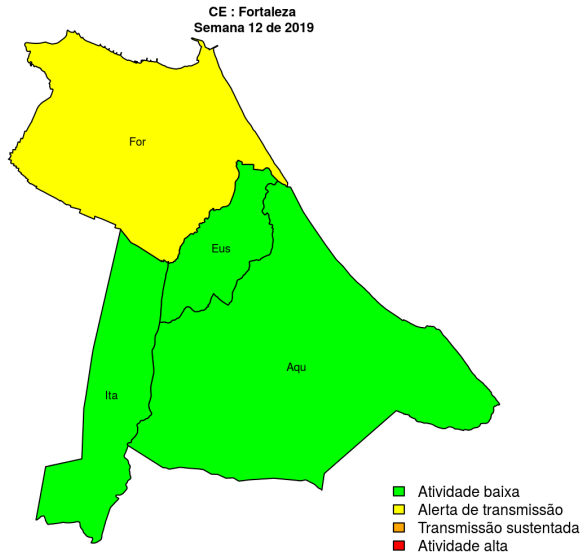 CE : Fortaleza
Semana 12 de 2019
For
Eus
Aqu
Ita
Atividade baixa
Alerta de transmissão
Transmissão sustentada
Atividade alta